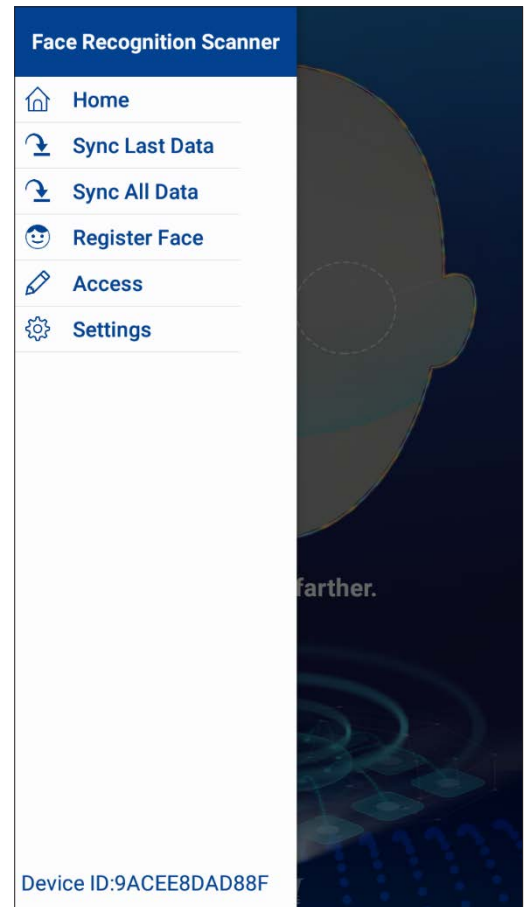 Face Recognition Scanner
Home
Sync Last Data
Sync All Data
Register Face
Access
Settings
farther.
Device ID:9ACEE8DAD88F